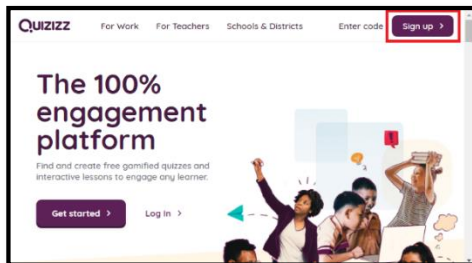 QUIZIZZ For Work For Teachers Schools & Districts Enter code Sign up >
The 100%
engagement
platform
Find and create free gamified quizzes and
interactive lessons to engage any learner.
Get started > Log In >